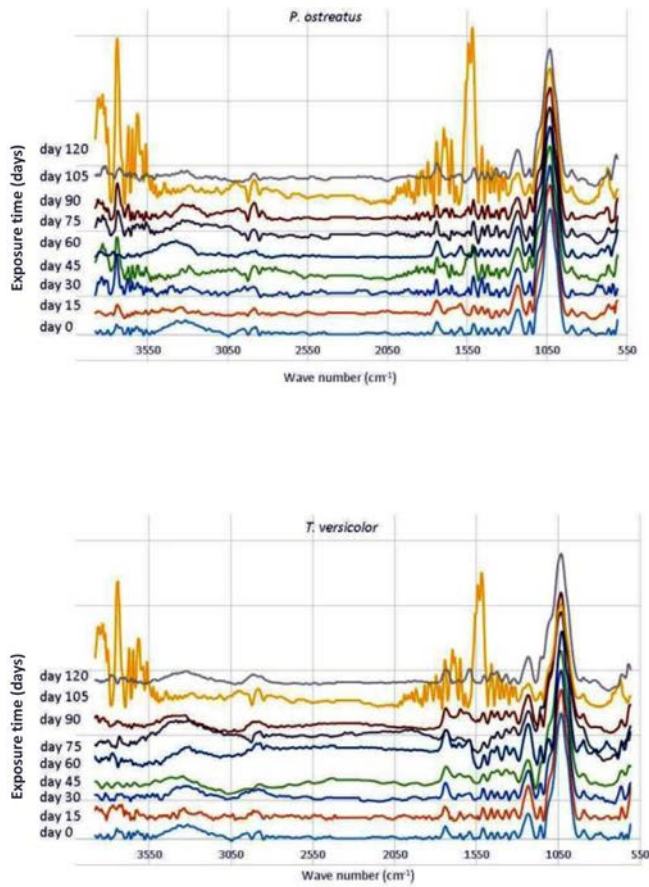 P. ostreatus
Exposure time (days)
day 120
day 105
day 90
day 75
day 60
day 45
day 30
day 15
day 0
3550 3050 2550 2050 1550 1050 550
Wave number (cm⁻¹)
T. versicolor
Exposure time (days)
day 120
day 105
day 90
day 75
day 60
day 45
day 30
day 15
day 0
3550 3050 2550 2050 1550 1050 550
Wave number (cm⁻¹)